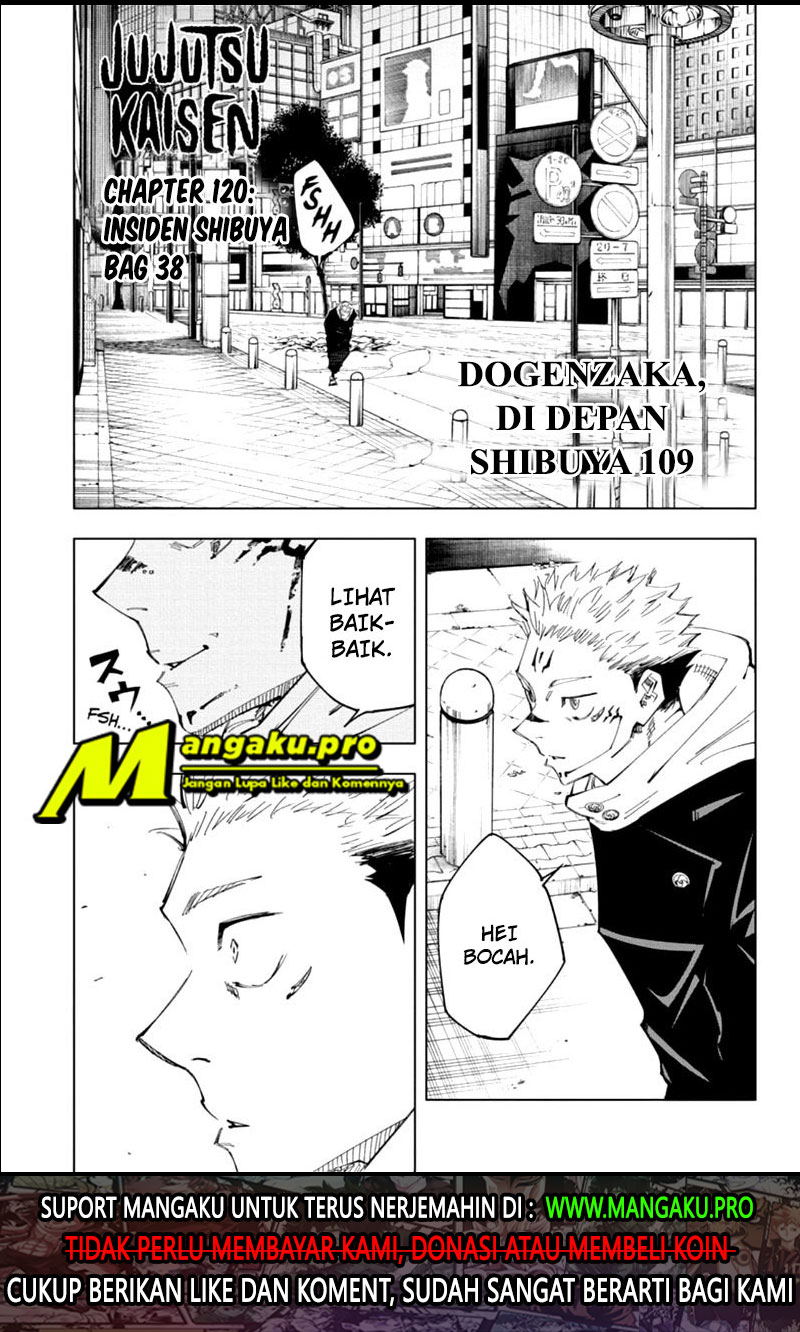 JUJUTSU
KAISEN
CHAPTER 120:
INSIDEN SHIBUYA
BAG 38
FSHH
DOGENZAKA,
DI DEPAN
SHIBUYA 109
HEI
BOCAH.
LIHAT
BAIK-
BAIK.
スウ…
FSH...
Mangaku.pro
Jangan Lupa Like dan Komennya
SUPORT MANGAKU UNTUK TERUS NERJEMAHIN DI : WWW.MANGAKU.PRO
TIDAK PERLU MEMBAYAR KAMI, DONASI ATAU MEMBELI KOIN
CUKUP BERIKAN LIKE DAN KOMENT, SUDAH SANGAT BERARTI BAGI KAMI